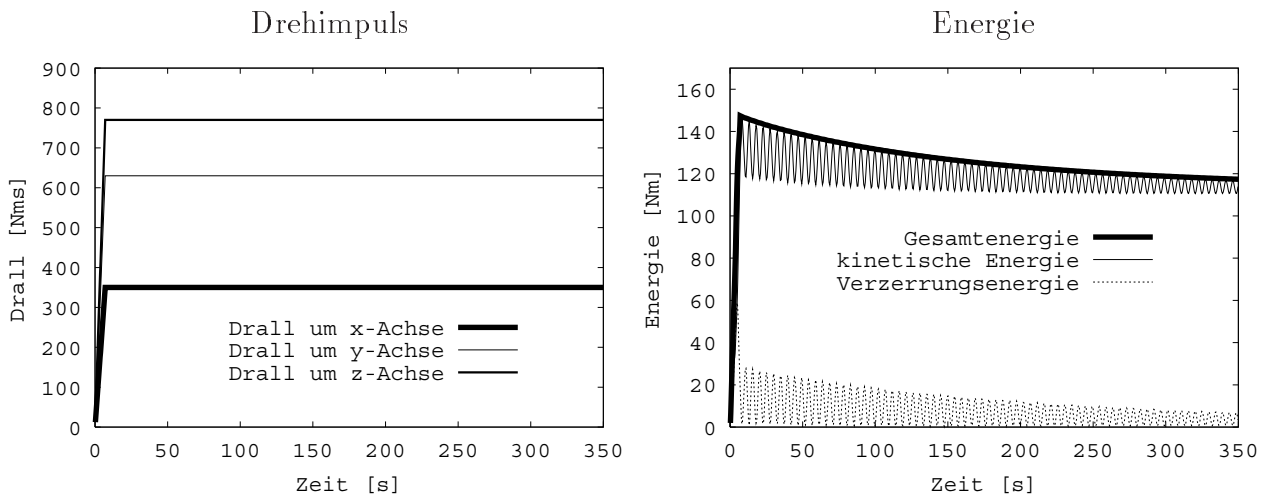 Drehimpuls
900
800
700
600
500
400
300
200
100
0
Drall [Nms]
Drall um x-Achse
Drall um y-Achse
Drall um z-Achse
0 50 100 150 200 250 300 350
Zeit [s]
Energie
160
140
120
100
80
60
40
20
0
Energie [Nm]
Gesamtenergie
kinetische Energie
Verzerrungsenergie
0 50 100 150 200 250 300 350
Zeit [s]